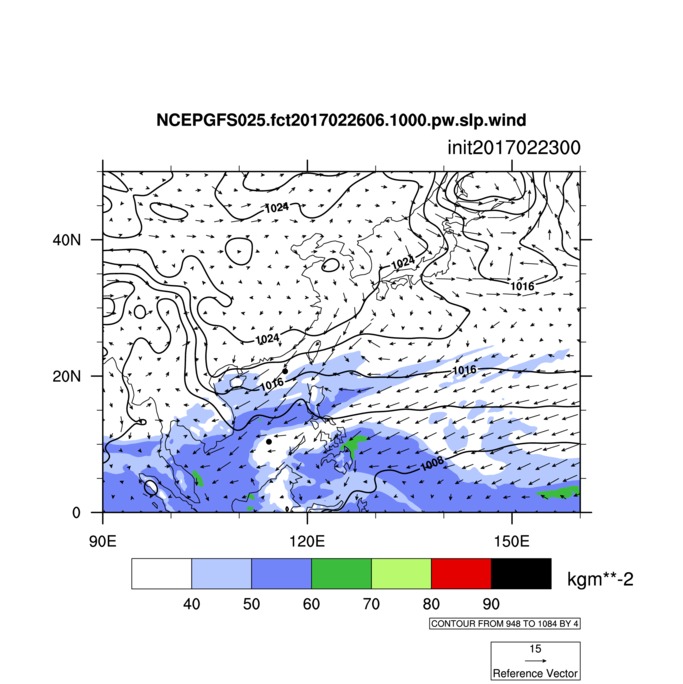 NCEPGFS025.fct2017022606.1000.pw.slp.wind
init2017022300
1024
40N
1024
1016
1024
20N
1016
1016
1008
0
90E 120E 150E
kgm**-2
40 50 60 70 80 90
CONTOUR FROM 948 TO 1084 BY 4
15
Reference Vector